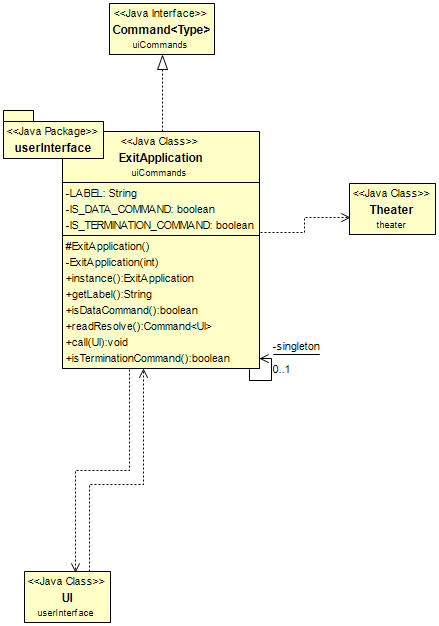 <<Java Interface>>
Command<Type>
uiCommands
<<Java Package>>
userInterface
<<Java Class>>
ExitApplication
uiCommands
-LABEL: String
-IS_DATA_COMMAND: boolean
-IS_TERMINATION_COMMAND: boolean
#ExitApplication()
-ExitApplication(int)
+instance():ExitApplication
+getLabel():String
+isDataCommand():boolean
+readResolve():Command<UI>
+call(UI):void
+isTerminationCommand():boolean
<<Java Class>>
Theater
theater
-singleton
0..1
<<Java Class>>
UI
userInterface